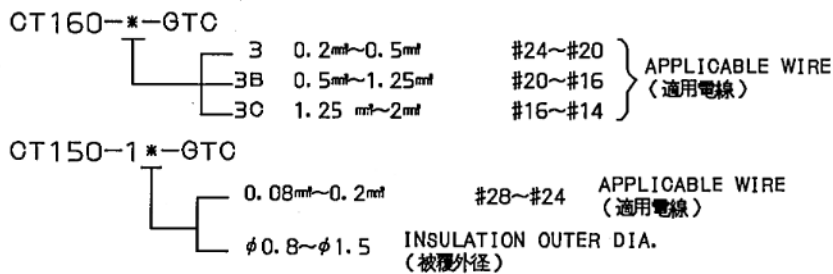 CT160-*-GTC
3 0.2㎟~0.5㎟ #24~#20
3B 0.5㎟~1.25㎟ #20~#16
3C 1.25 ㎟~2㎟ #16~#14
APPLICABLE WIRE
(適用電線)
CT150-1*-GTC
0.08㎟~0.2㎟ #28~#24 APPLICABLE WIRE
(適用電線)
φ0.8~φ1.5 INSULATION OUTER DIA.
(被覆外径)